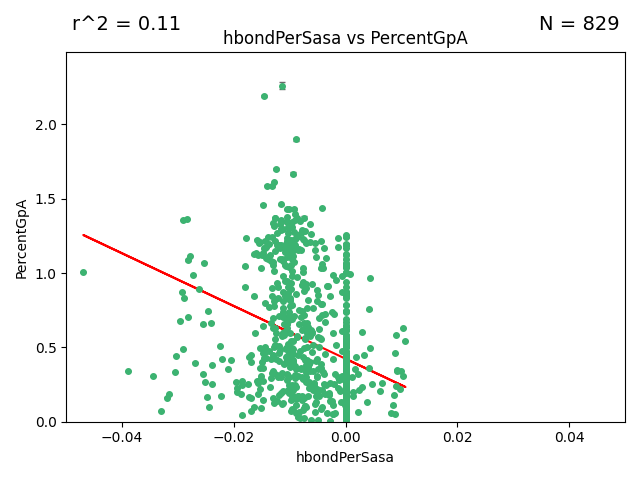 r^2 = 0.11
N = 829
hbondPerSasa vs PercentGpA
PercentGpA
2.0
1.5
1.0
0.5
0.0
−0.04
−0.02
0.00
0.02
0.04
hbondPerSasa